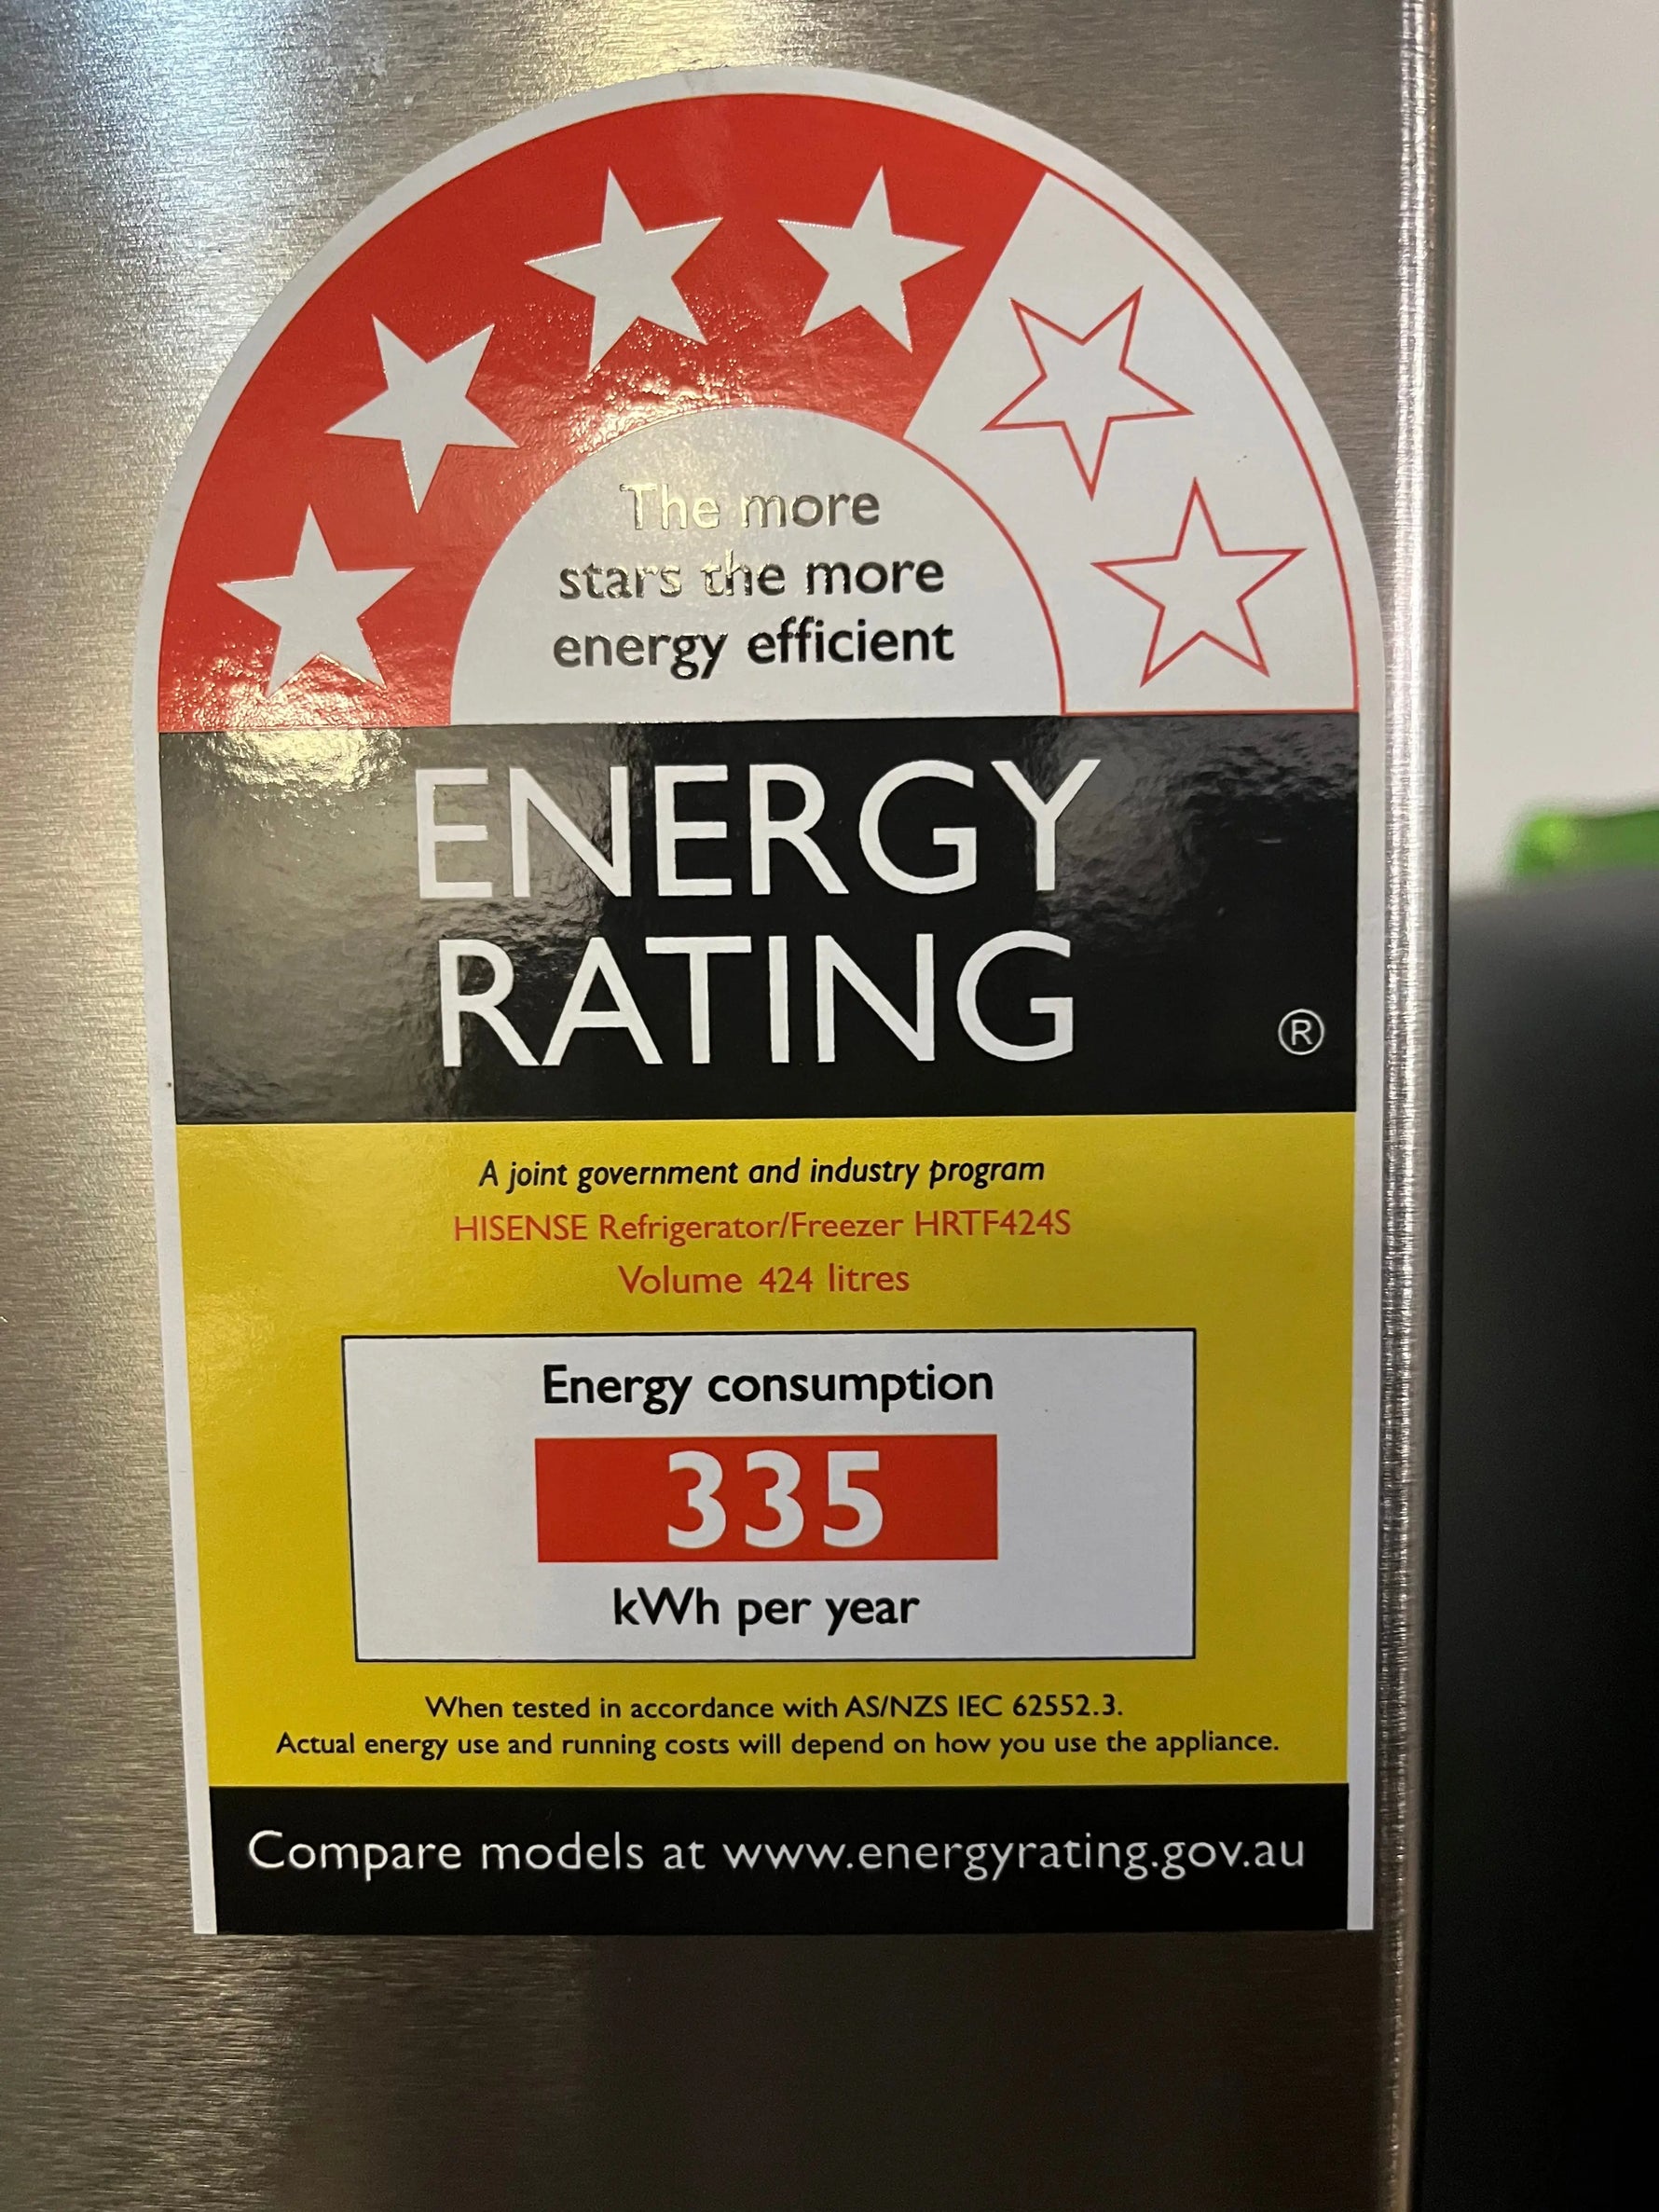 The more
stars the more
energy efficient
ENERGY
RATING
®
A joint government and industry program
HISENSE Refrigerator/Freezer HRTF424S
Volume 424 litres
Energy consumption
335
kWh per year
When tested in accordance with AS/NZS IEC 62552.3.
Actual energy use and running costs will depend on how you use the appliance.
Compare models at www.energyrating.gov.au